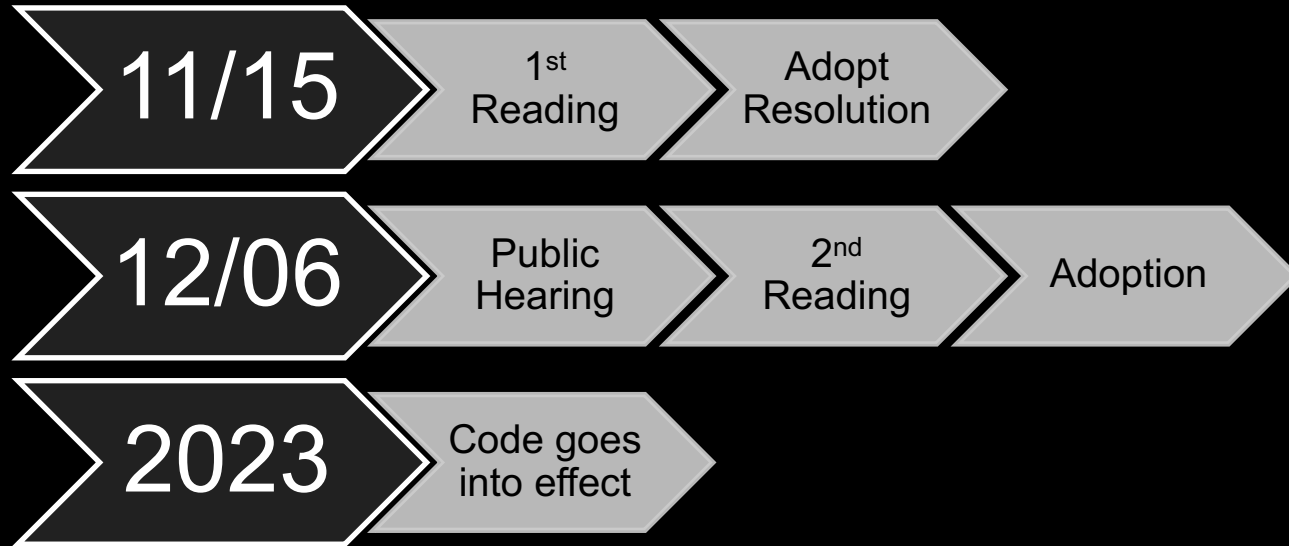 11/15
1st
Reading
Adopt
Resolution
12/06
Public
Hearing
2nd
Reading
Adoption
2023
Code goes
into effect